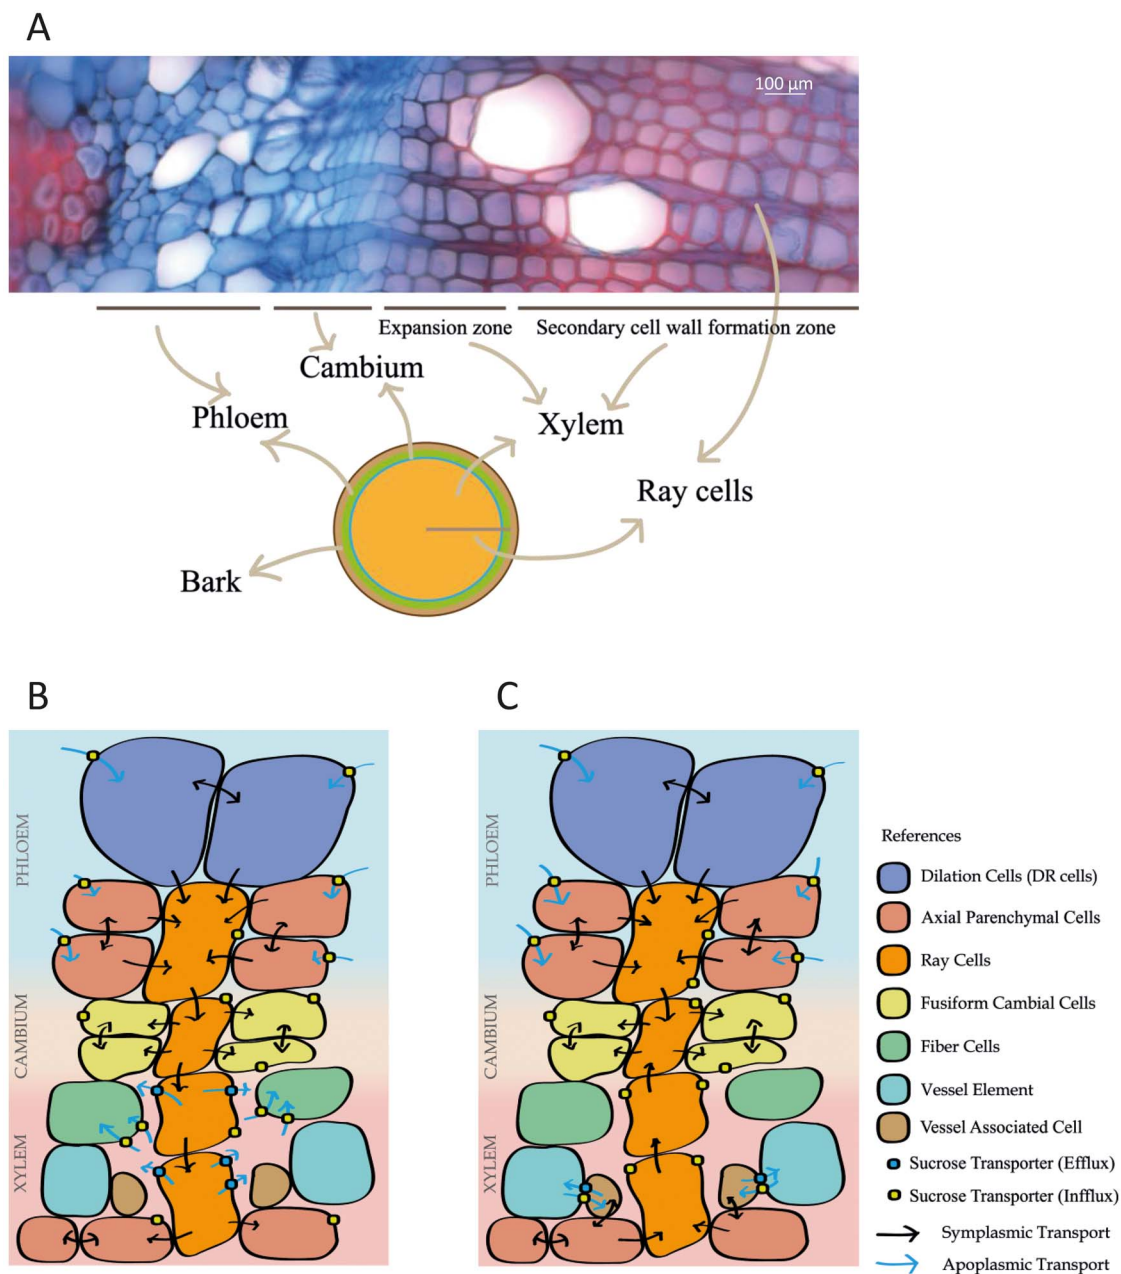 A
100 µm
Expansion zone
Secondary cell wall formation zone
Cambium
Phloem
Xylem
Ray cells
Bark
B
C
PHLOEM
CAMBIUM
XYLEM
PHLOEM
CAMBIUM
XYLEM
References
Dilation Cells (DR cells)
Axial Parenchymal Cells
Ray Cells
Fusiform Cambial Cells
Fiber Cells
Vessel Element
Vessel Associated Cell
Sucrose Transporter (Efflux)
Sucrose Transporter (Infflux)
Symplasmic Transport
Apoplasmic Transport